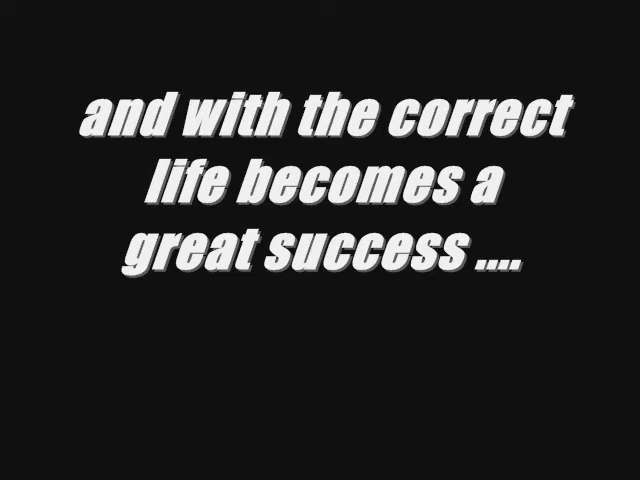 and with the correct
life becomes a
great success ....